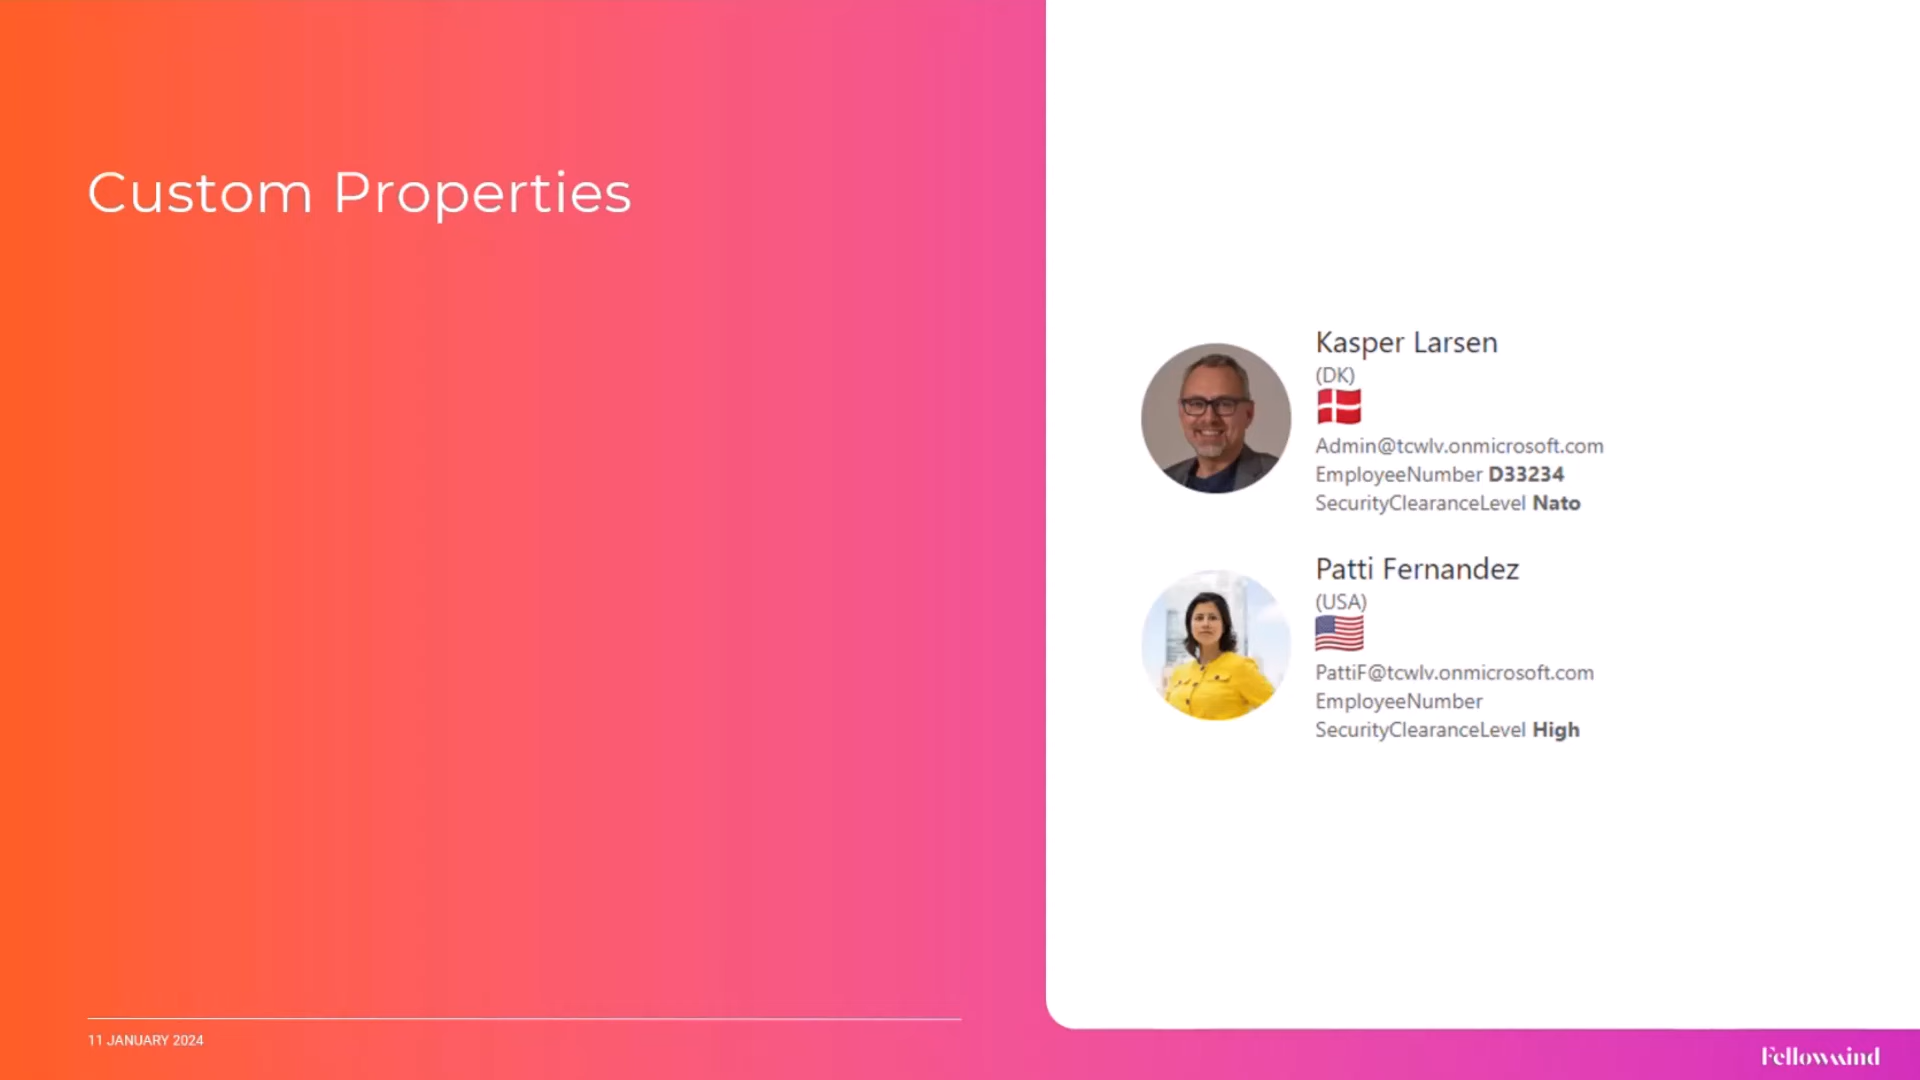 Custom Properties
Kasper Larsen
(DK)
Admin@tcwlv.onmicrosoft.com
EmployeeNumber D33234
SecurityClearanceLevel Nato
Patti Fernandez
(USA)
PattiF@tcwlv.onmicrosoft.com
EmployeeNumber
SecurityClearanceLevel High
11 JANUARY 2024
Fellowmind